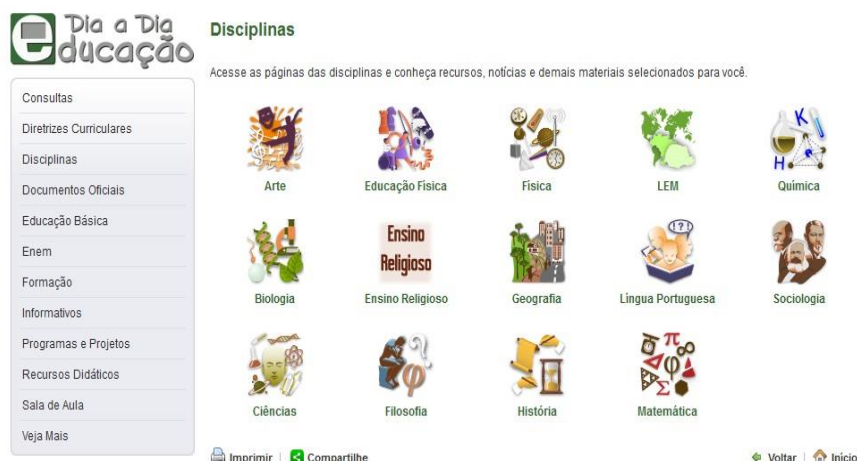 Dia a Dia
educação
Consultas
Diretrizes Curriculares
Disciplinas
Documentos Oficiais
Educação Básica
Enem
Formação
Informativos
Programas e Projetos
Recursos Didáticos
Sala de Aula
Veja Mais
Disciplinas
Acesse as páginas das disciplinas e conheça recursos, notícias e demais materiais selecionados para você.
Arte
Educação Física
Física
LEM
K
H
e
Química
Biologia
Ensino
Religioso
Ensino Religioso
Geografia
(?!)
Língua Portuguesa
Sociologia
Ciências
?
φ
Filosofia
História
π
∞
φ
Σ
Matemática
Imprimir | Compartilhe
Voltar | Início